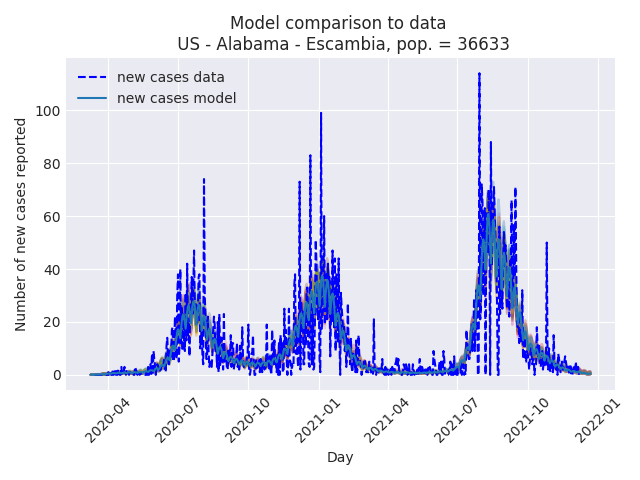 Model comparison to data
US - Alabama - Escambia, pop. = 36633
new cases data
new cases model
Number of new cases reported
100
80
60
40
20
0
2020-04
2020-07
2020-10
2021-01
2021-04
2021-07
2021-10
2022-01
Day